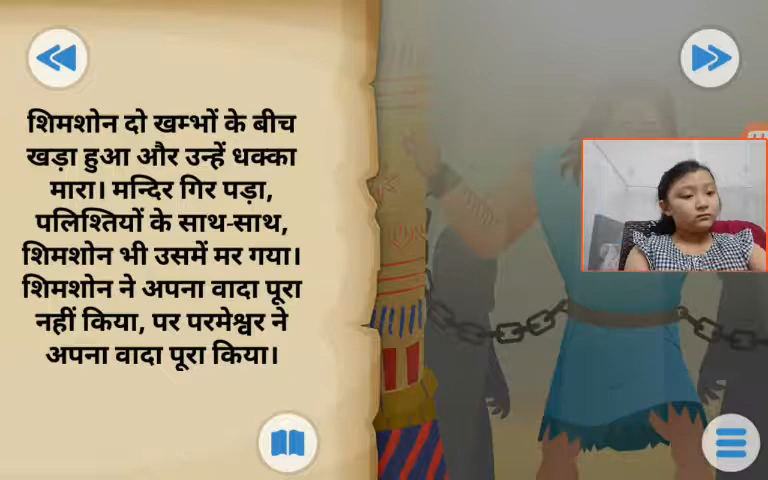 शिमशोन दो खम्भों के बीच
खड़ा हुआ और उन्हें धक्का
मारा। मन्दिर गिर पड़ा,
पलिश्तियों के साथ-साथ,
शिमशोन भी उसमें मर गया।
शिमशोन ने अपना वादा पूरा
नहीं किया, पर परमेश्वर ने
अपना वादा पूरा किया।